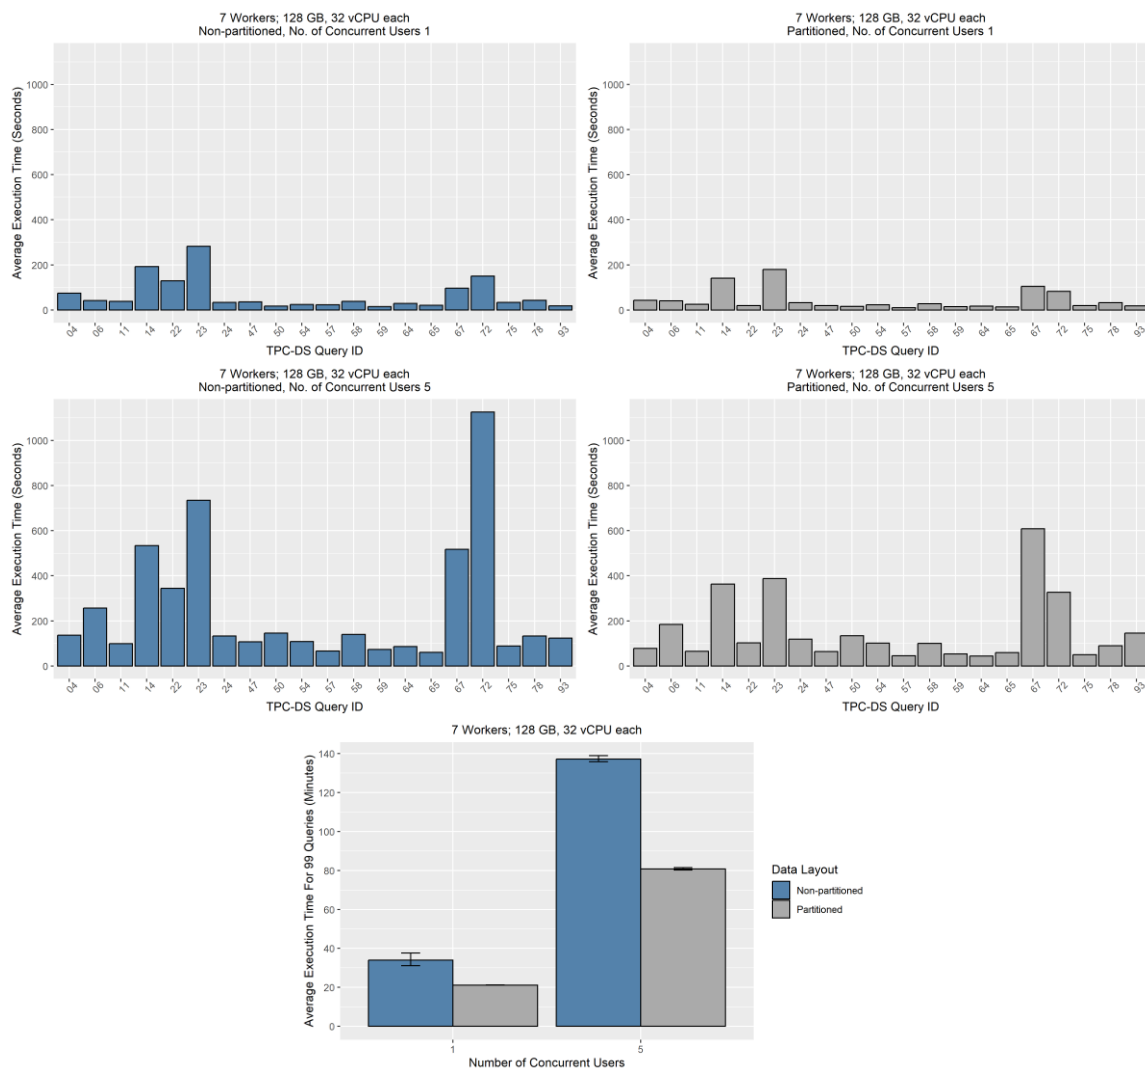 7 Workers; 128 GB, 32 vCPU each
Non-partitioned, No. of Concurrent Users 1
Average Execution Time (Seconds)
1000
800
600
400
200
0
04 06 11 14 22 23 24 47 50 54 57 58 59 64 65 67 72 75 78 93
TPC-DS Query ID
7 Workers; 128 GB, 32 vCPU each
Partitioned, No. of Concurrent Users 1
Average Execution Time (Seconds)
1000
800
600
400
200
0
04 06 11 14 22 23 24 47 50 54 57 58 59 64 65 67 72 75 78 93
TPC-DS Query ID
7 Workers; 128 GB, 32 vCPU each
Non-partitioned, No. of Concurrent Users 5
Average Execution Time (Seconds)
1000
800
600
400
200
0
04 06 11 14 22 23 24 47 50 54 57 58 59 64 65 67 72 75 78 93
TPC-DS Query ID
7 Workers; 128 GB, 32 vCPU each
Partitioned, No. of Concurrent Users 5
Average Execution Time (Seconds)
1000
800
600
400
200
0
04 06 11 14 22 23 24 47 50 54 57 58 59 64 65 67 72 75 78 93
TPC-DS Query ID
7 Workers; 128 GB, 32 vCPU each
Average Execution Time For 99 Queries (Minutes)
140
120
100
80
60
40
20
0
1 5
Number of Concurrent Users
Data Layout
Non-partitioned
Partitioned